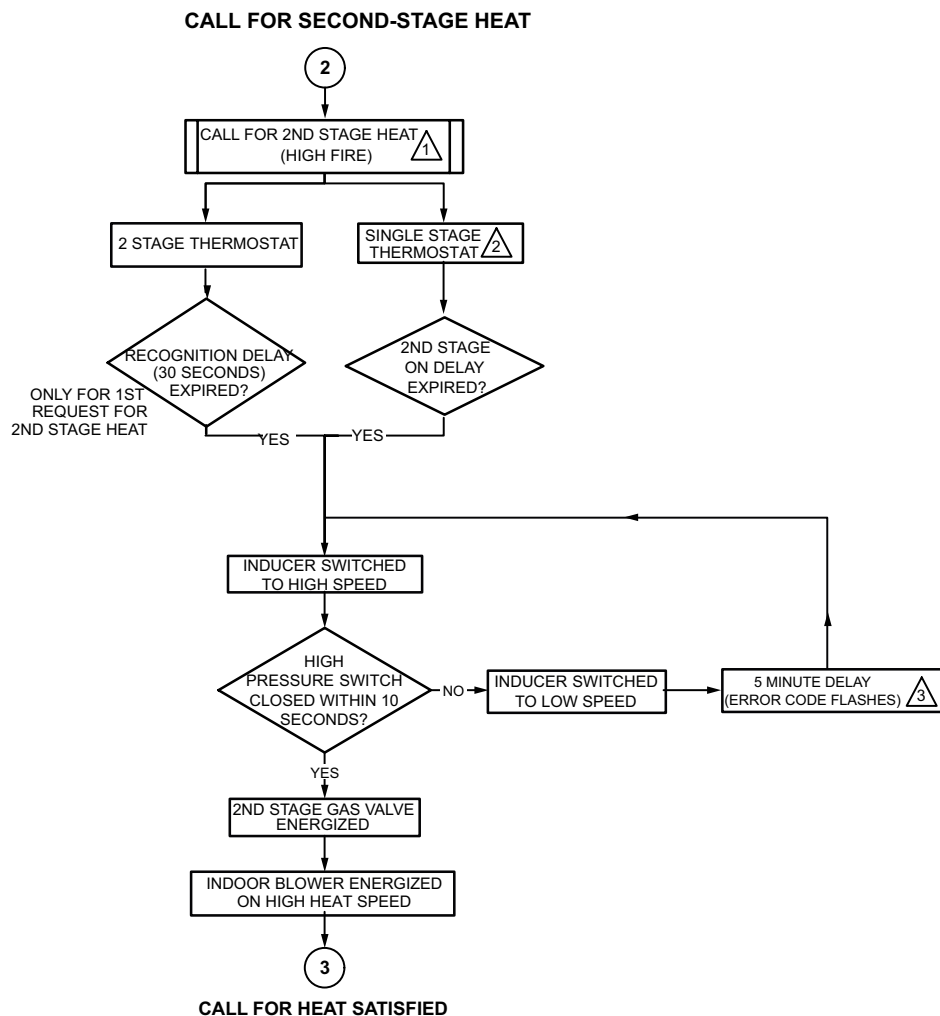 CALL FOR SECOND-STAGE HEAT
2
CALL FOR 2ND STAGE HEAT
(HIGH FIRE)
1
2 STAGE THERMOSTAT
SINGLE STAGE
THERMOSTAT
2
RECOGNITION DELAY
(30 SECONDS)
EXPIRED?
2ND STAGE
ON DELAY
EXPIRED?
ONLY FOR 1ST
REQUEST FOR
2ND STAGE HEAT
YES
YES
INDUCER SWITCHED
TO HIGH SPEED
HIGH
PRESSURE SWITCH
CLOSED WITHIN 10
SECONDS?
NO
INDUCER SWITCHED
TO LOW SPEED
5 MINUTE DELAY
(ERROR CODE FLASHES)
3
YES
2ND STAGE GAS VALVE
ENERGIZED
INDOOR BLOWER ENERGIZED
ON HIGH HEAT SPEED
3
CALL FOR HEAT SATISFIED